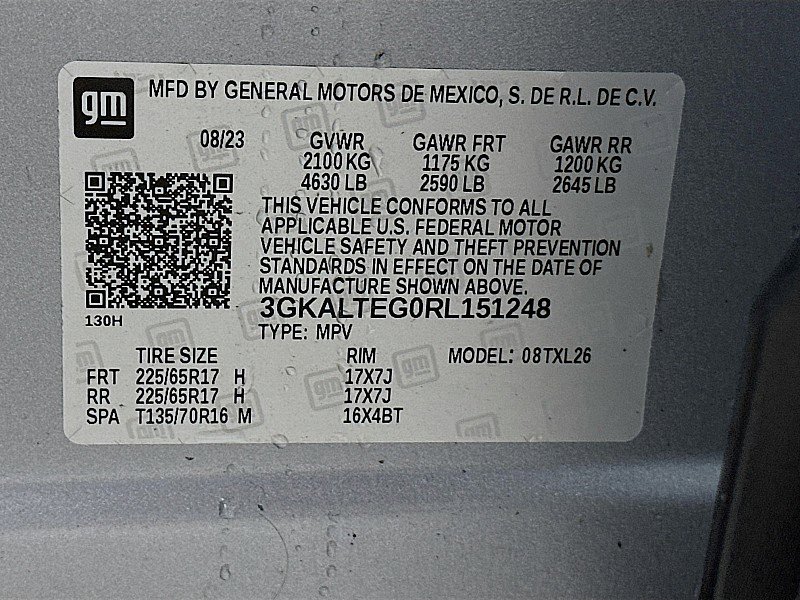 gm MFD BY GENERAL MOTORS DE MEXICO, S. DE R.L. DE C.V.
08/23 GVWR GAWR FRT GAWR RR
2100 KG 1175 KG 1200 KG
4630 LB 2590 LB 2645 LB
THIS VEHICLE CONFORMS TO ALL
APPLICABLE U.S. FEDERAL MOTOR
VEHICLE SAFETY AND THEFT PREVENTION
STANDARDS IN EFFECT ON THE DATE OF
MANUFACTURE SHOWN ABOVE.
3GKALTEG0RL151248
130H
TYPE: MPV
TIRE SIZE RIM MODEL: 08TXL26
FRT 225/65R17 H 17X7J
RR 225/65R17 H 17X7J
SPA T135/70R16 M 16X4BT